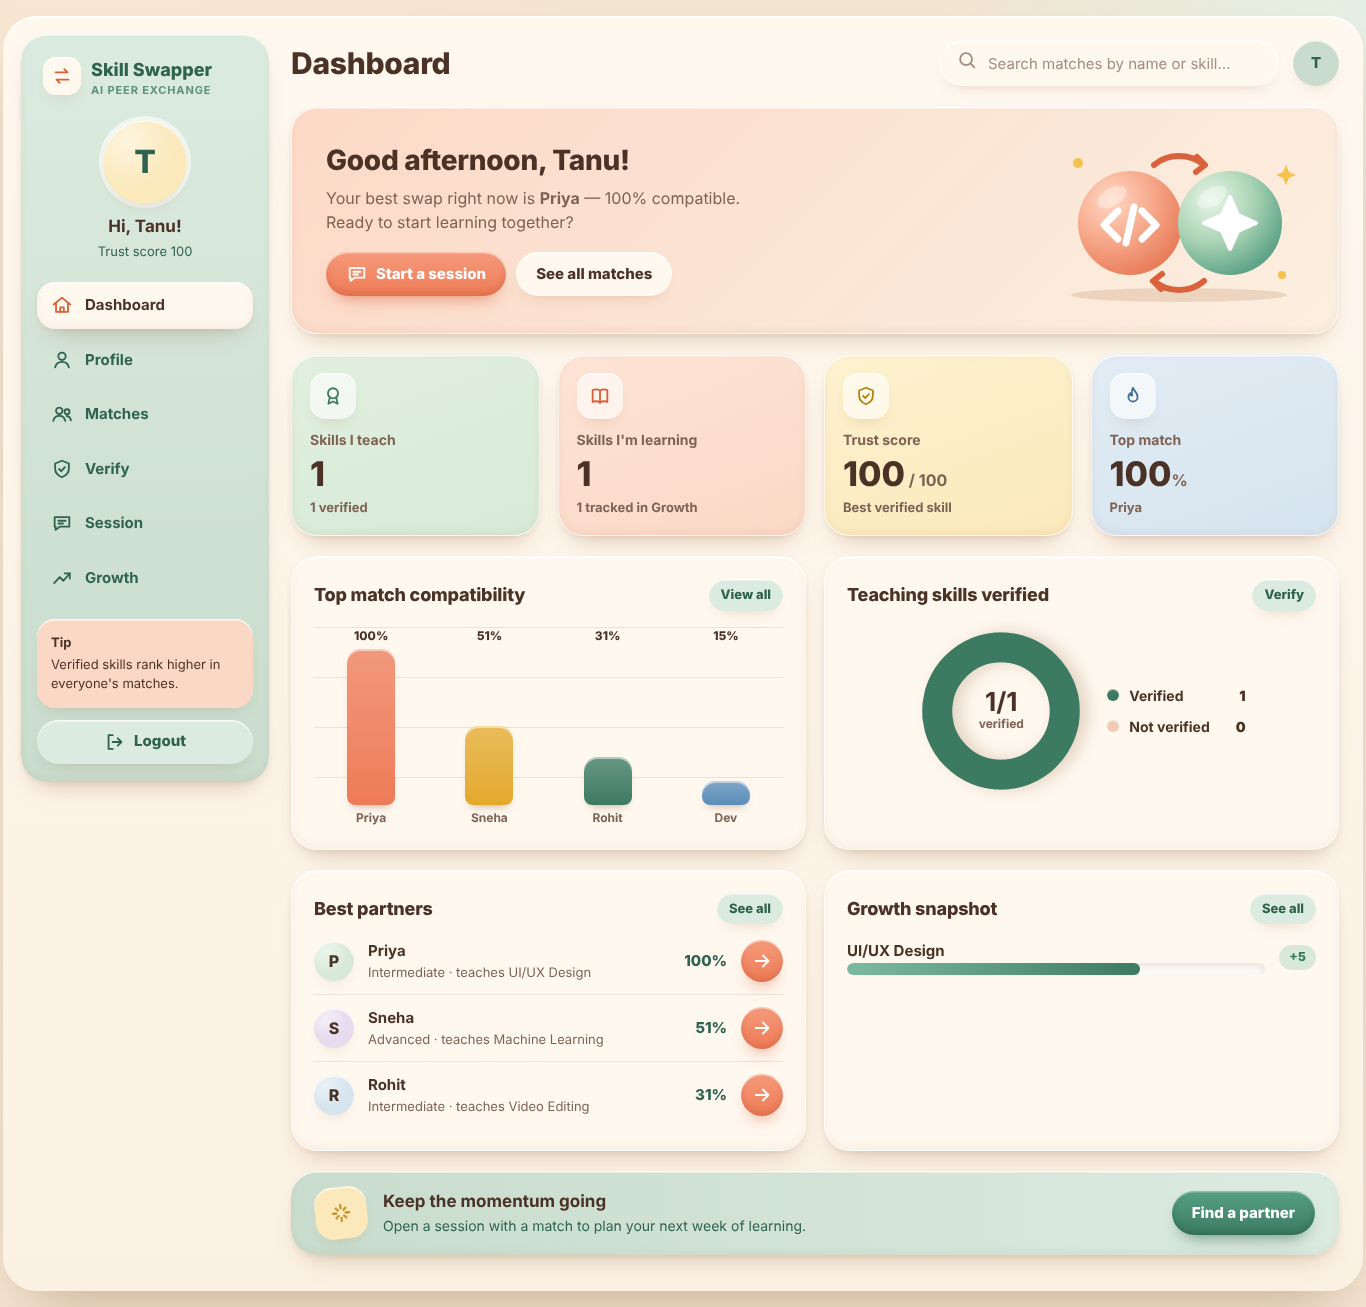 Skill Swapper
AI PEER EXCHANGE
T
Hi, Tanu!
Trust score 100
Dashboard
Profile
Matches
Verify
Session
Growth
Tip
Verified skills rank higher in
everyone's matches.
Logout
Dashboard
Search matches by name or skill...
T
Good afternoon, Tanu!
Your best swap right now is Priya — 100% compatible.
Ready to start learning together?
Start a session
See all matches
Skills I teach
1
1 verified
Skills I'm learning
1
1 tracked in Growth
Trust score
100 / 100
Best verified skill
Top match
100%
Priya
Top match compatibility
View all
100% 51% 31% 15%
Priya Sneha Rohit Dev
Teaching skills verified
Verify
1/1
verified
Verified 1
Not verified 0
Best partners
See all
P
Priya
Intermediate · teaches UI/UX Design
100%
S
Sneha
Advanced · teaches Machine Learning
51%
R
Rohit
Intermediate · teaches Video Editing
31%
Growth snapshot
See all
UI/UX Design
+5
Keep the momentum going
Open a session with a match to plan your next week of learning.
Find a partner